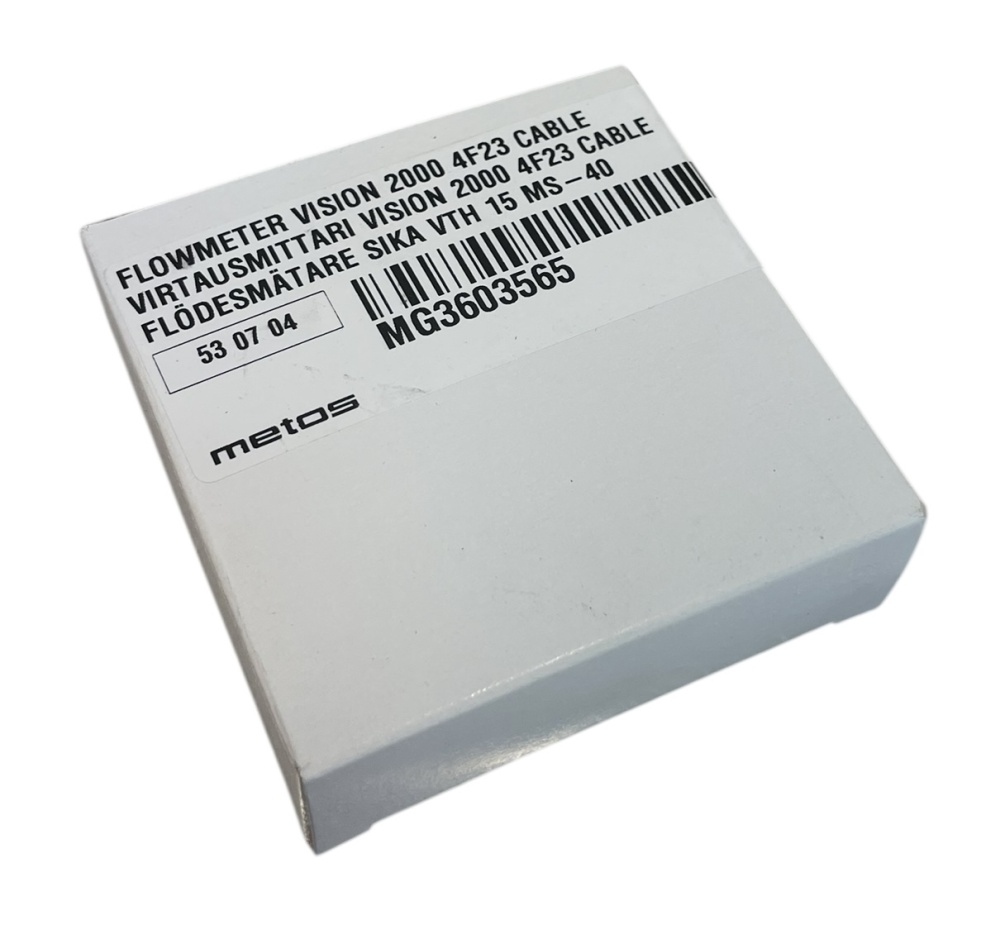 FLOWMETER VISION 2000 4F23 CABLE
VIRTAUSMITTARI VISION 2000 4F23 CABLE
FLÖDESMÄTARE SIKA VTH 15 MS-40
53 07 04
MG3603565
metos